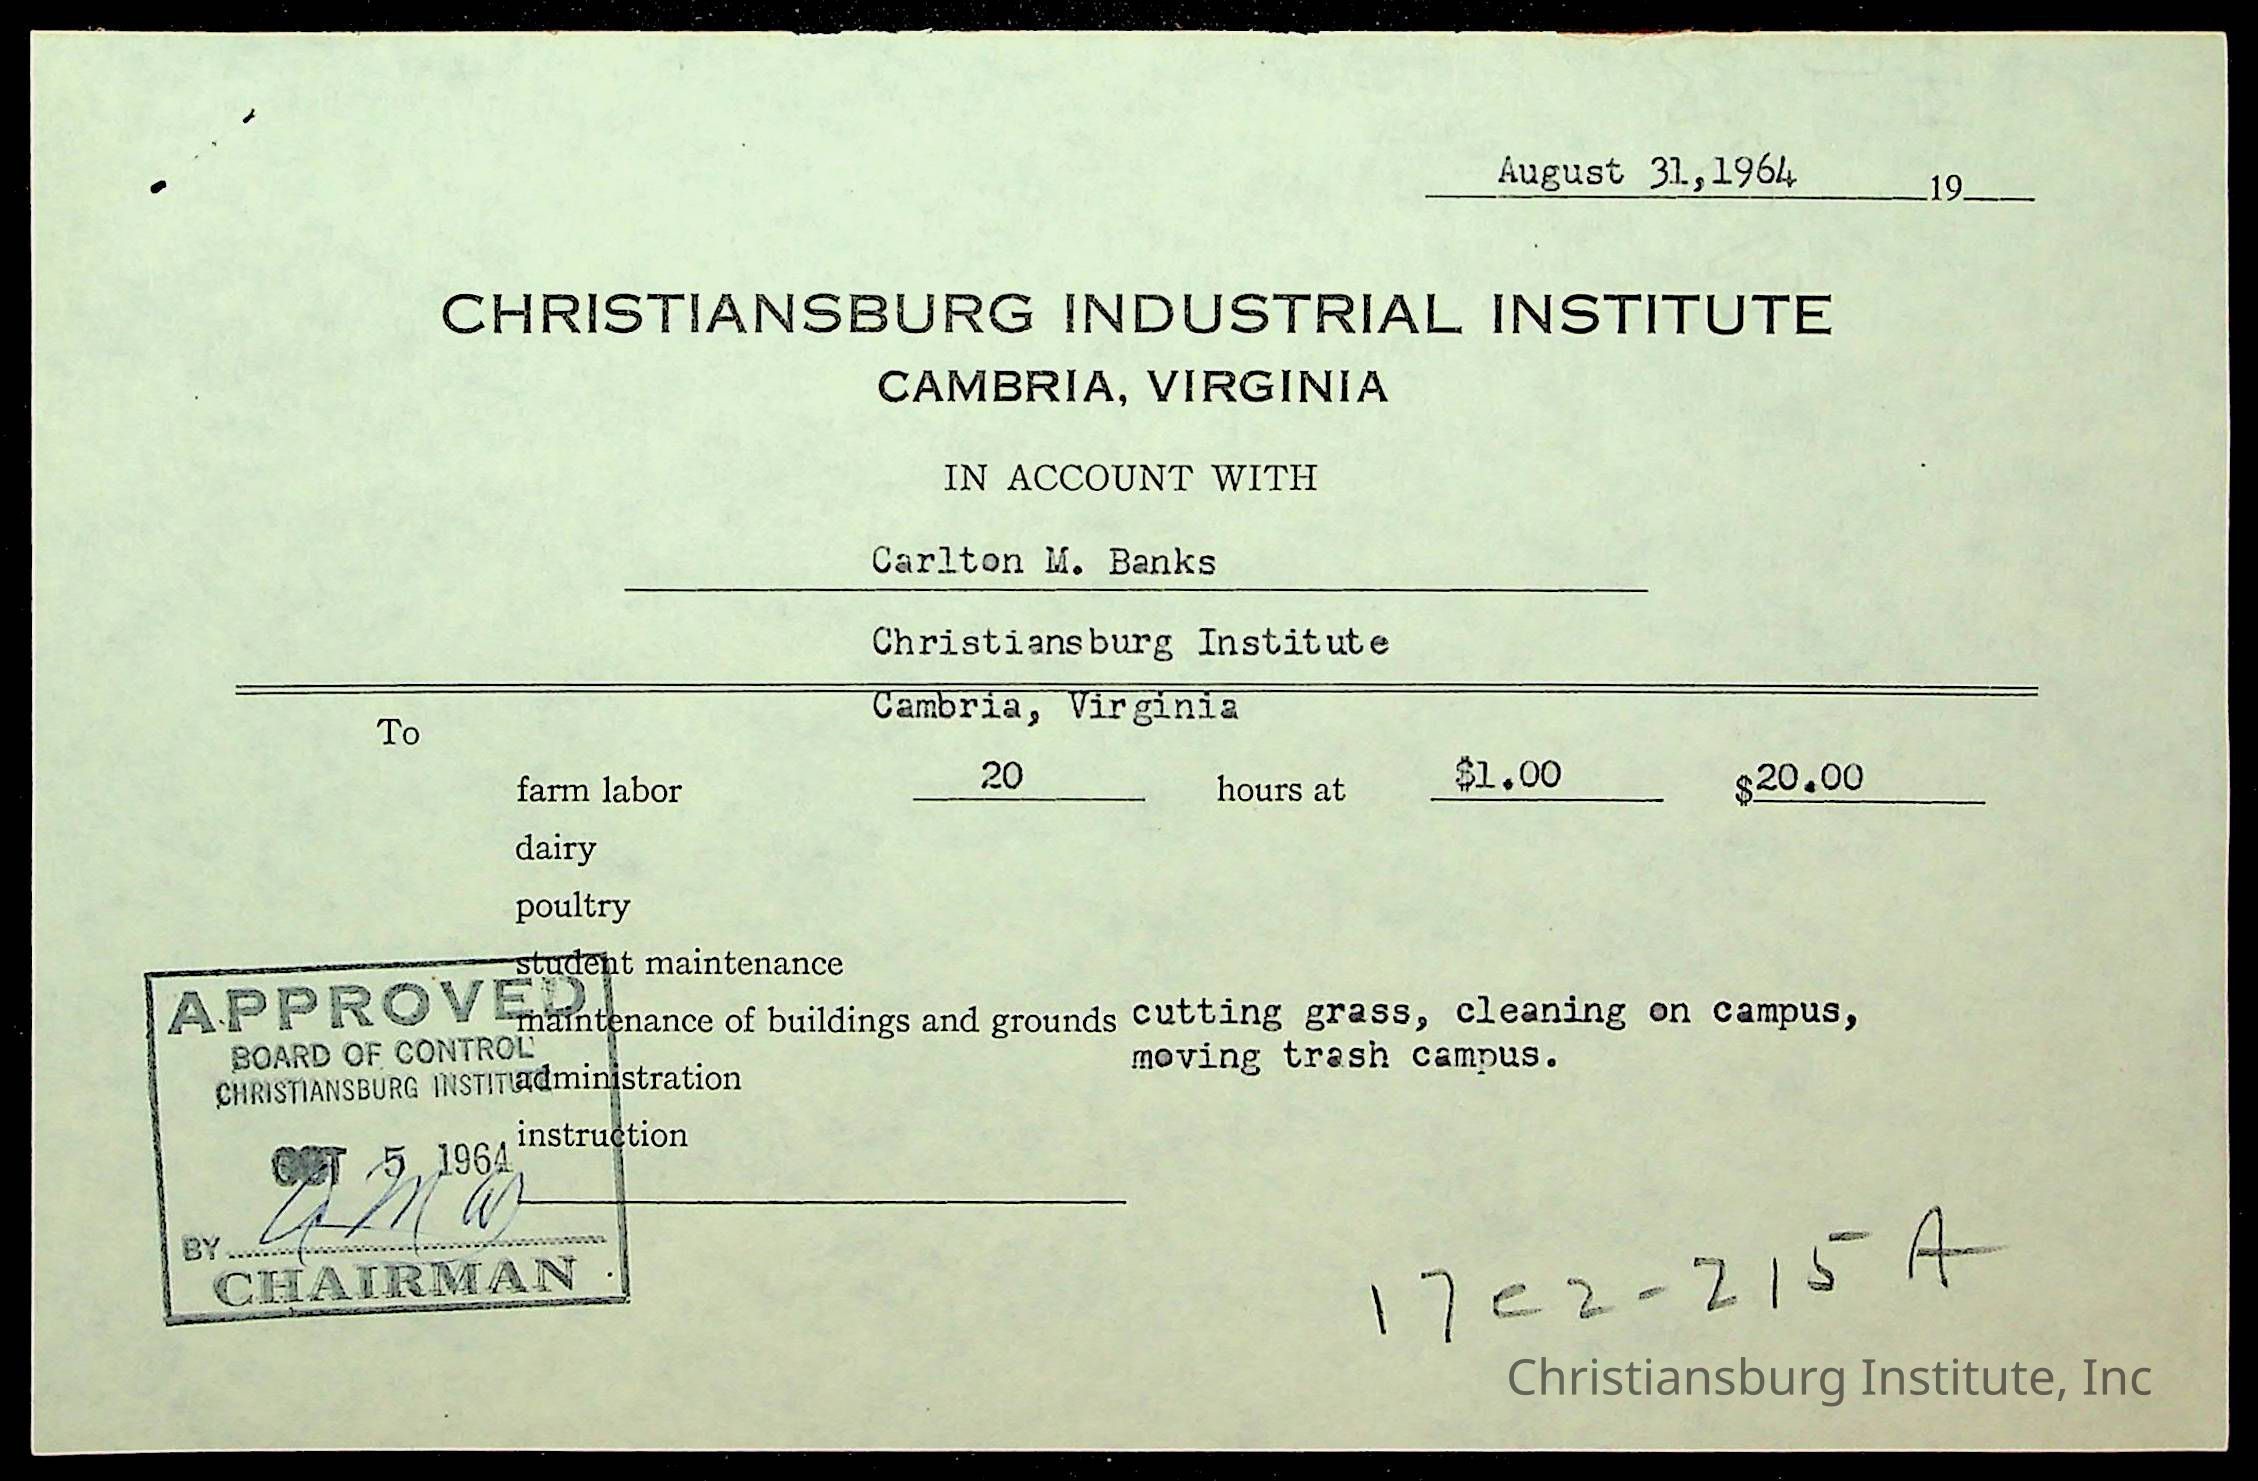 August 31,1964 19
CHRISTIANSBURG INDUSTRIAL INSTITUTE
CAMBRIA, VIRGINIA
IN ACCOUNT WITH
Carlton M. Banks
Christiansburg Institute
Cambria, Virginia
To
farm labor 20 hours at $1.00 $20.00
dairy
poultry
student maintenance
maintenance of buildings and grounds cutting grass, cleaning on campus,
moving trash campus.
administration
instruction
APPROVED
BOARD OF CONTROL
CHRISTIANSBURG INSTITUTE
OCT 5 1964
BY
CHAIRMAN
17c2-215 A
Christiansburg Institute, Inc